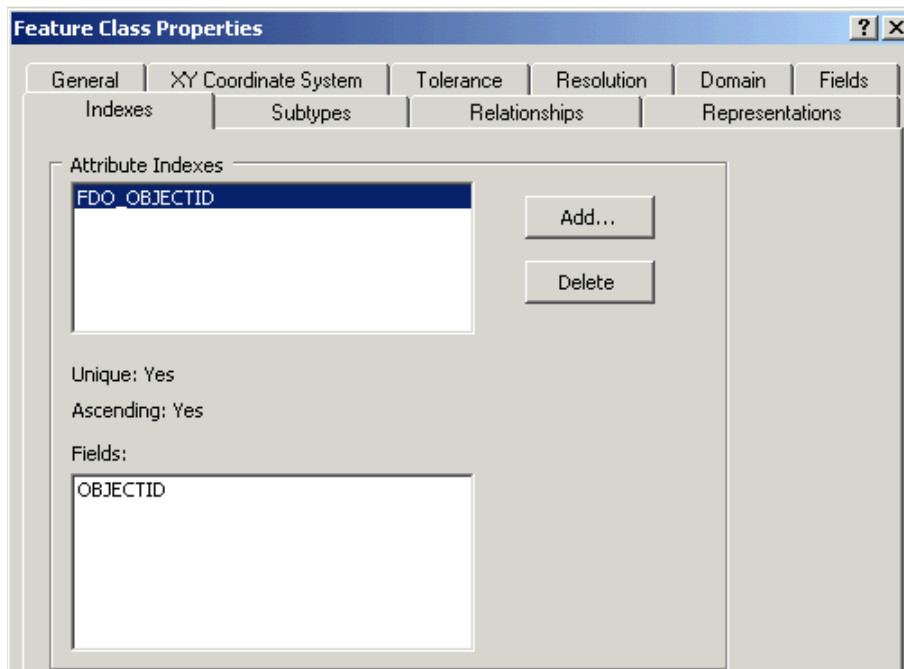 Feature Class Properties
General XY Coordinate System Tolerance Resolution Domain Fields
Indexes Subtypes Relationships Representations
Attribute Indexes
FDO_OBJECTID
Add...
Delete
Unique: Yes
Ascending: Yes
Fields:
OBJECTID